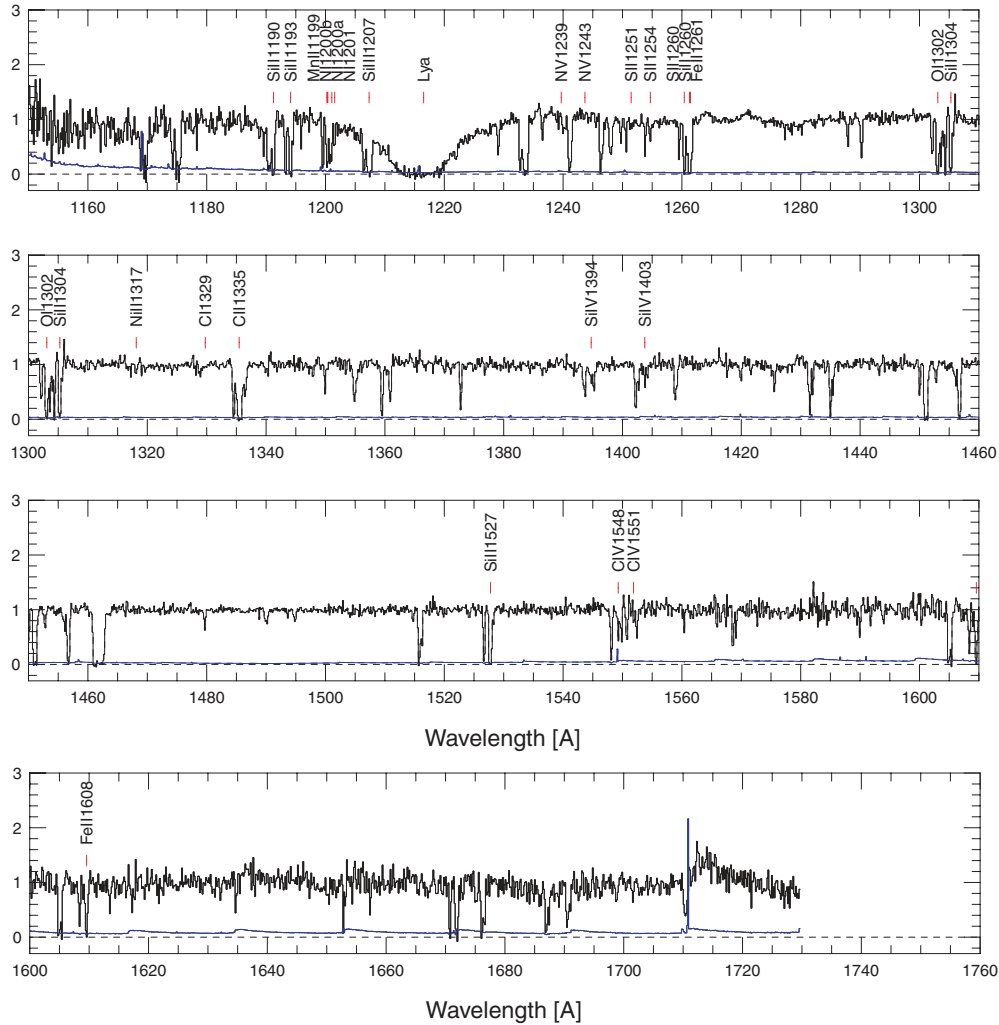 3
2
1
0
SiII1190
SiII1193
MnII1199
NI1200b
NI1200a
NI1201
SiIII1207
Lya
NV1239
NV1243
SII1251
SII1254
SII1260
SiII1260
FeII1261
OI1302
SiII1304
1160 1180 1200 1220 1240 1260 1280 1300
3
2
1
0
OI1302
SiII1304
NiII1317
CI1329
CII1335
SiIV1394
SiIV1403
1300 1320 1340 1360 1380 1400 1420 1440 1460
3
2
1
0
SiII1527
CIV1548
CIV1551
1460 1480 1500 1520 1540 1560 1580 1600
Wavelength [A]
3
2
1
0
FeII1608
1600 1620 1640 1660 1680 1700 1720 1740 1760
Wavelength [A]